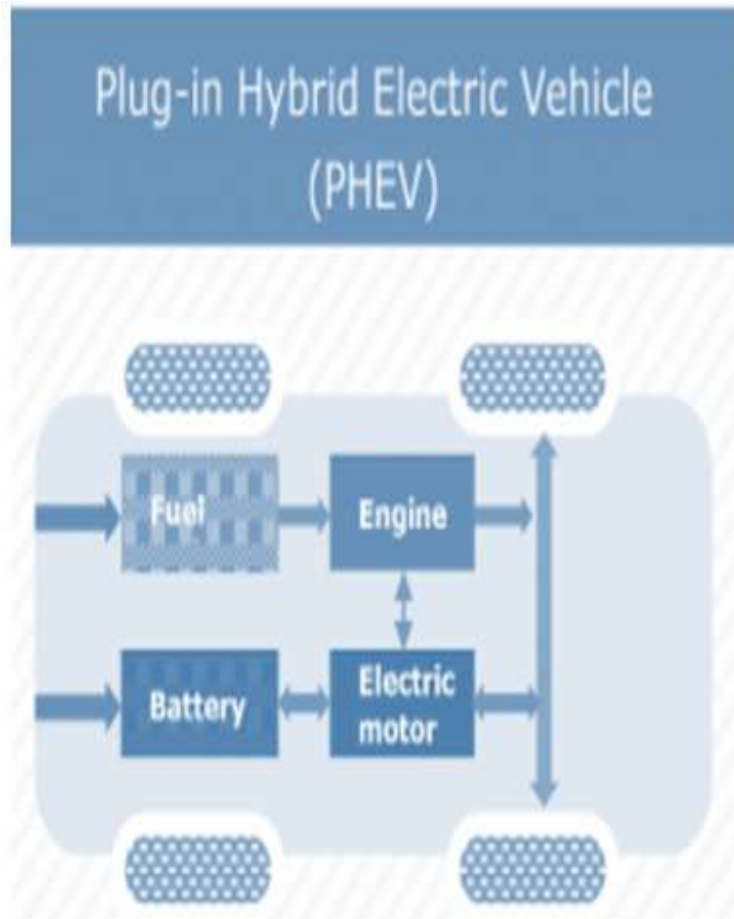 Plug-in Hybrid Electric Vehicle
(PHEV)
Fuel
Engine
Battery
Electric
motor